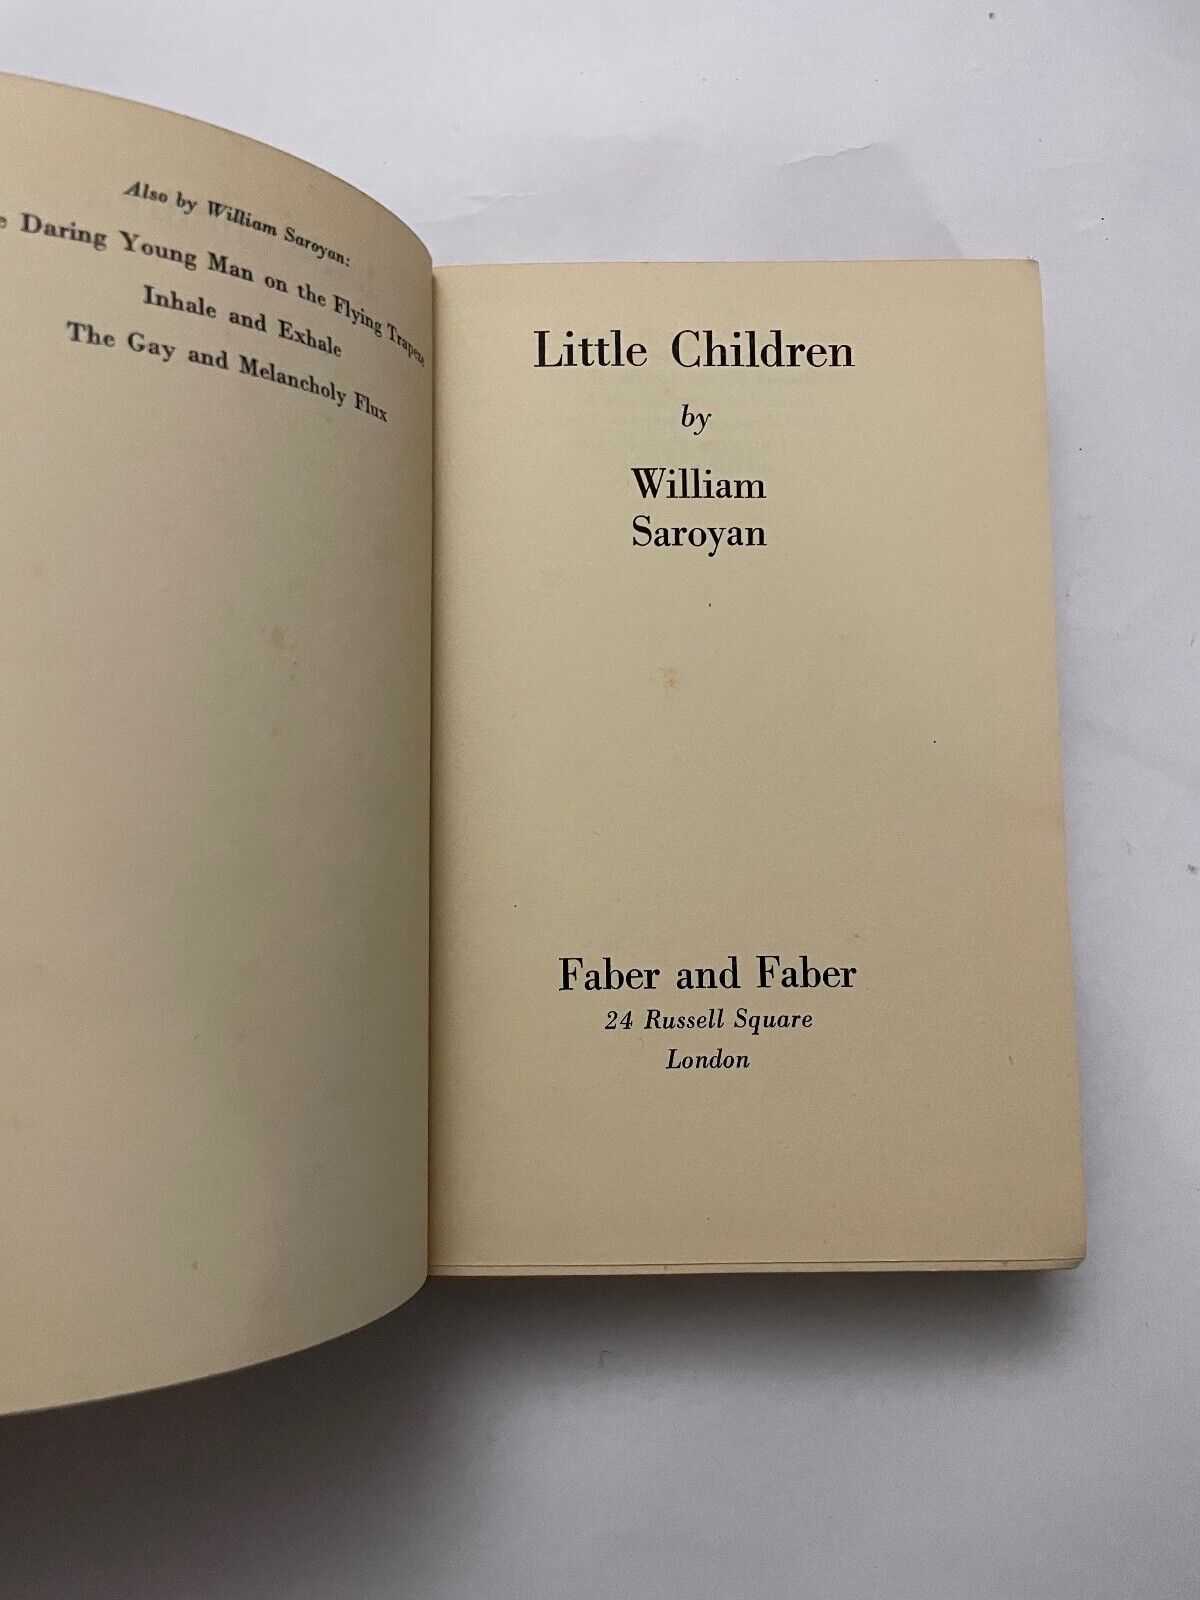 Also by William Saroyan:
e Daring Young Man on the Flying Trapeze
Inhale and Exhale
The Gay and Melancholy Flux
Little Children
by
William
Saroyan
Faber and Faber
24 Russell Square
London